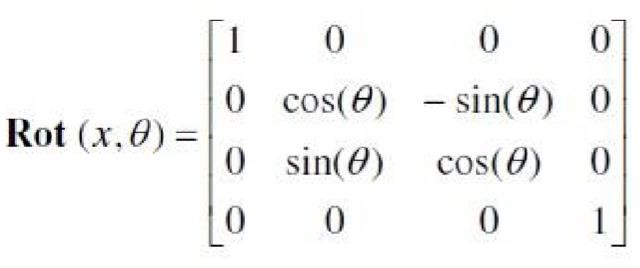 1 0 0 0
0 cos(θ) − sin(θ) 0
Rot (x, θ) =
0 sin(θ) cos(θ) 0
0 0 0 1